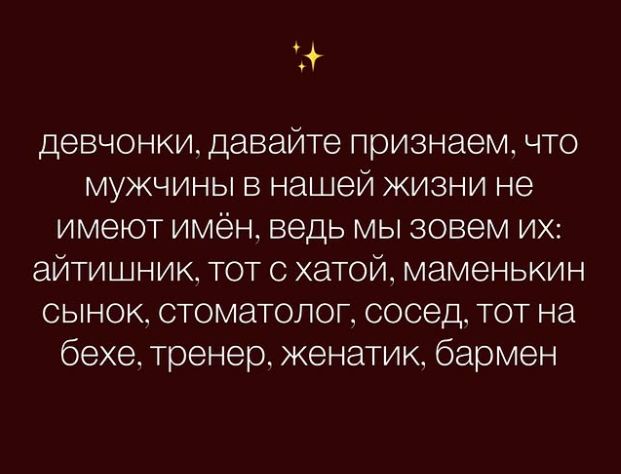 девчонки, давайте признаем, что
мужчины в нашей жизни не
имеют имён, ведь мы зовем их:
айтишник, тот с хатой, маменькин
сынок, стоматолог, сосед, тот на
бехе, тренер, женатик, бармен